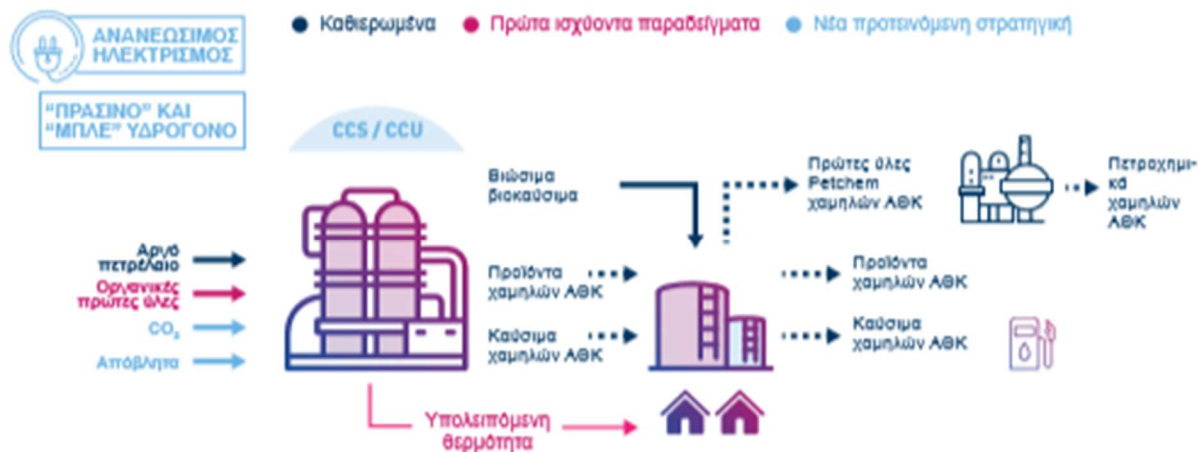 ΑΝΑΝΕΩΣΙΜΟΣ
ΗΛΕΚΤΡΙΣΜΟΣ
Καθιερωμένα
Πρώτα ισχύοντα παραδείγματα
Νέα προτεινόμενη στρατηγική
“ΠΡΑΣΙΝΟ” ΚΑΙ
“ΜΠΛΕ” ΥΔΡΟΓΟΝΟ
CCS / CCU
Βιώσιμα
βιοκαύσιμα
Πρώτες ύλες
Petchem
χαμηλών ΑΘΚ
Πετροχημι-
κά
χαμηλών
ΑΘΚ
Αργό
πετρέλαιο
Οργανικές
πρώτες ύλες
CO₂
Απόβλητα
Προϊόντα
χαμηλών ΑΘΚ
Προϊόντα
χαμηλών ΑΘΚ
Καύσιμα
χαμηλών ΑΘΚ
Καύσιμα
χαμηλών ΑΘΚ
Υπολειπόμενη
θερμότητα